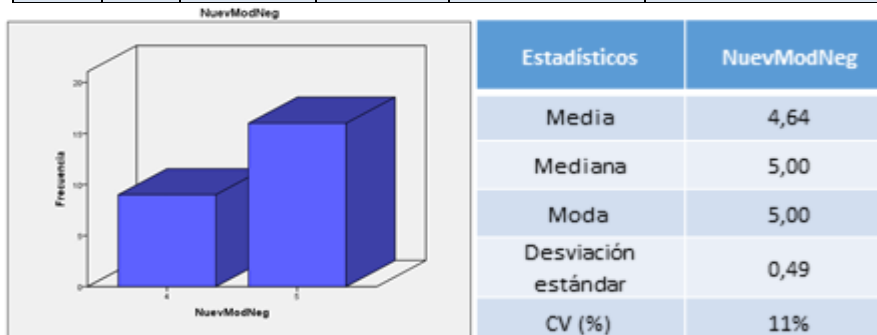 NuevModNeg
20
15
10
5
0
Frecuencia
4 5
NuevModNeg
Estadísticos NuevModNeg
Media 4,64
Mediana 5,00
Moda 5,00
Desviación
estándar 0,49
CV (%) 11%